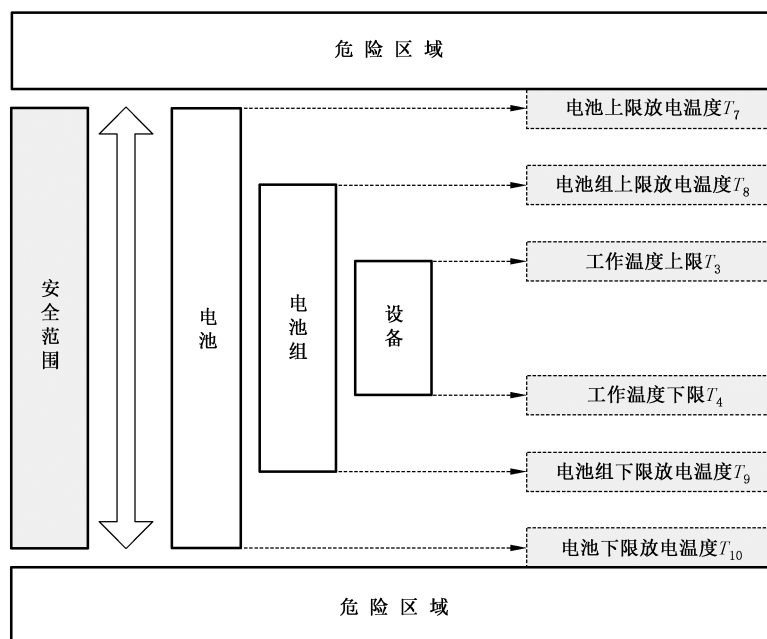 危险区域
电池上限放电温度T7
电池组上限放电温度T8
工作温度上限T3
安全范围
电池
电池组
设备
工作温度下限T4
电池组下限放电温度T9
电池下限放电温度T10
危险区域